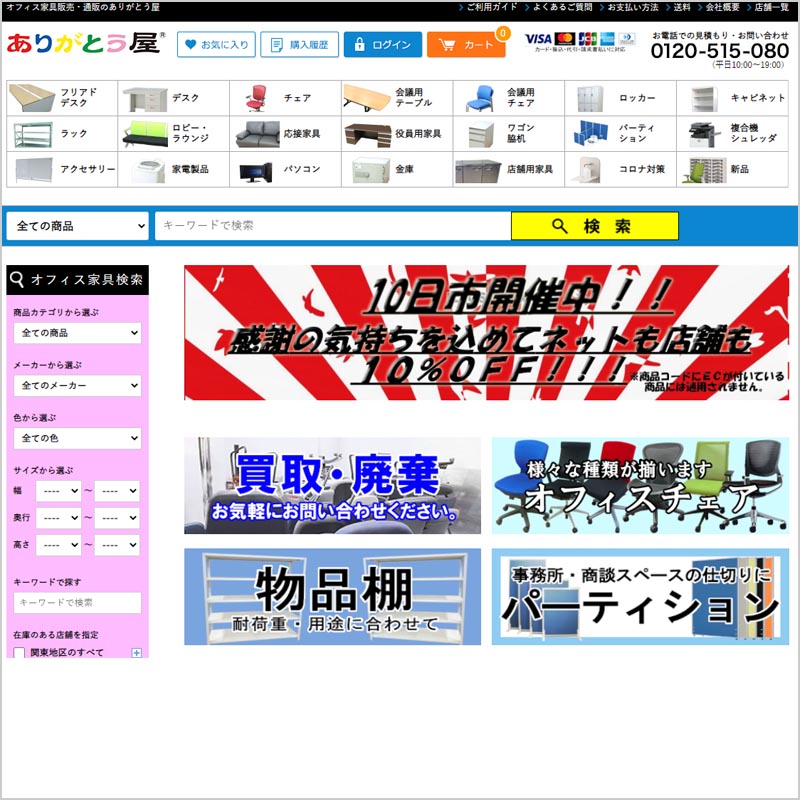 オフィス家具販売・通販のありがとう屋
ご利用ガイド よくあるご質問 お支払い方法 送料 会社概要 店舗一覧
ありがとう屋®
お気に入り 購入履歴 ログイン カート 0
VISA
カード・振込・代引・請求書払いに対応
お電話での見積もり・お問い合わせ
0120-515-080
(平日10:00〜19:00)
フリアドデスク デスク チェア 会議用テーブル 会議用チェア ロッカー キャビネット
ラック ロビー・ラウンジ 応接家具 役員用家具 ワゴン脇机 パーティション 複合機シュレッダ
アクセサリー 家電製品 パソコン 金庫 店舗用家具 コロナ対策 新品
全ての商品 キーワードで検索 検 索
オフィス家具検索
商品カテゴリから選ぶ
全ての商品
メーカーから選ぶ
全てのメーカー
色から選ぶ
全ての色
サイズから選ぶ
幅 ---- 〜 ----
奥行 ---- 〜 ----
高さ ---- 〜 ----
キーワードで探す
キーワードで検索
在庫のある店舗を指定
関東地区のすべて
10日市開催中！！
感謝の気持ちを込めてネットも店舗も
１０％ＯＦＦ！！！
※商品コードにＥＣが付いている
商品には適用されません。
買取・廃棄
お気軽にお問い合わせください。
様々な種類が揃います
オフィスチェア
物品棚
耐荷重・用途に合わせて
事務所・商談スペースの仕切りに
パーティション